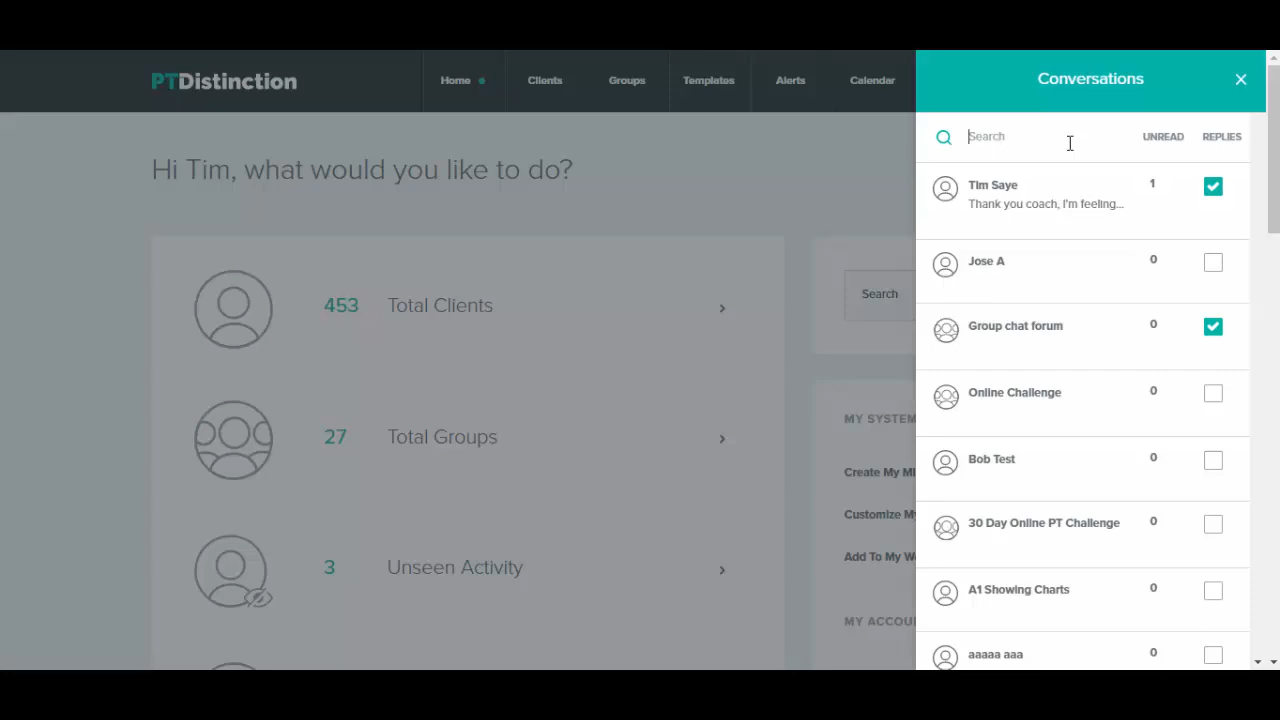 PTDistinction
Home
Clients
Groups
Templates
Alerts
Calendar
Hi Tim, what would you like to do?
453 Total Clients
27 Total Groups
3 Unseen Activity
Search
MY SYSTEM
Create My
Customize My
Add To My
MY
Conversations
Search UNREAD REPLIES
Tim Saye 1
Thank you coach, I'm feeling...
Jose A 0
Group chat forum 0
Online Challenge 0
Bob Test 0
30 Day Online PT Challenge 0
A1 Showing Charts 0
aaaaa aaa 0